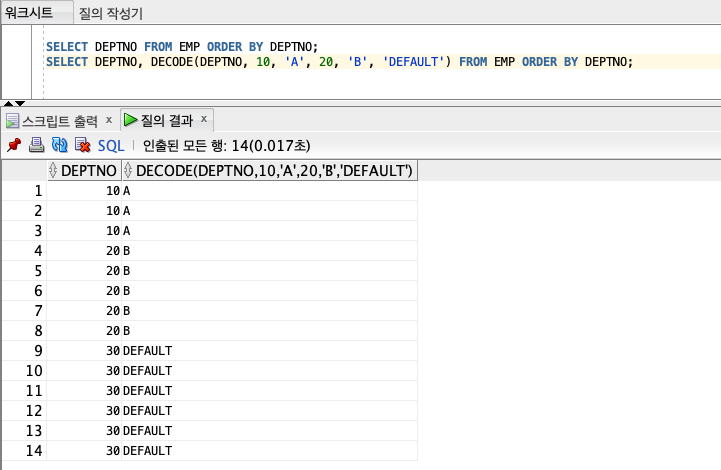 워크시트 질의 작성기
SELECT DEPTNO FROM EMP ORDER BY DEPTNO;
SELECT DEPTNO, DECODE(DEPTNO, 10, 'A', 20, 'B', 'DEFAULT') FROM EMP ORDER BY DEPTNO;
스크립트 출력 x 질의 결과 x
SQL | 인출된 모든 행: 14(0.017초)
DEPTNO DECODE(DEPTNO,10,'A',20,'B','DEFAULT')
1 10 A
2 10 A
3 10 A
4 20 B
5 20 B
6 20 B
7 20 B
8 20 B
9 30 DEFAULT
10 30 DEFAULT
11 30 DEFAULT
12 30 DEFAULT
13 30 DEFAULT
14 30 DEFAULT